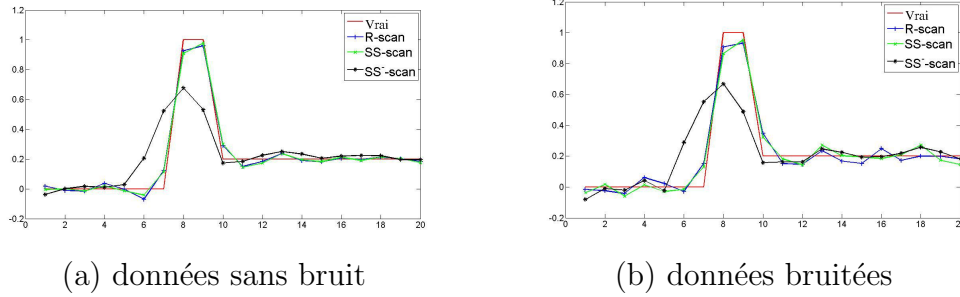 Vrai
R-scan
SS-scan
SS⁻-scan
1.2
1
0.8
0.6
0.4
0.2
0
-0.2
0 2 4 6 8 10 12 14 16 18 20
(a) données sans bruit
Vrai
R-scan
SS-scan
SS⁻-scan
1.2
1
0.8
0.6
0.4
0.2
0
-0.2
0 2 4 6 8 10 12 14 16 18 2
(b) données bruitées